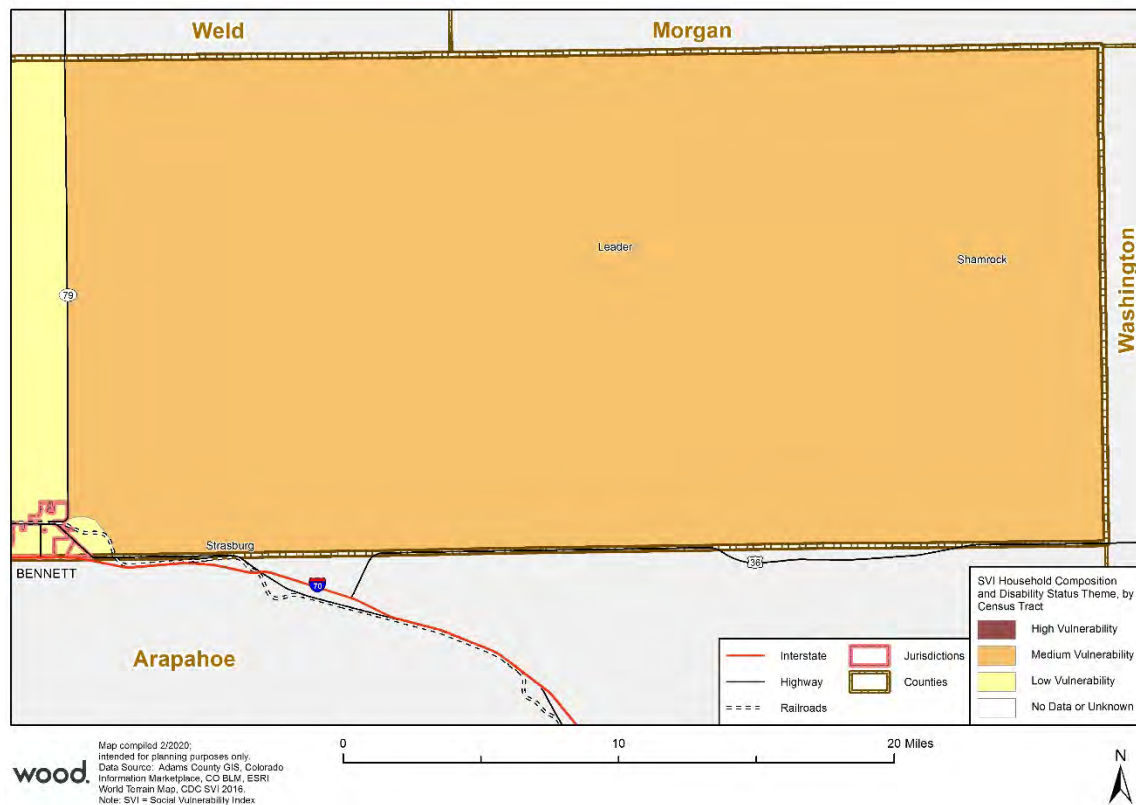 Weld
Morgan
Washington
Leader
Shamrock
79
Strasburg
BENNETT
70
36
Arapahoe
SVI Household Composition
and Disability Status Theme, by
Census Tract
High Vulnerability
Medium Vulnerability
Low Vulnerability
No Data or Unknown
Interstate
Highway
Railroads
Jurisdictions
Counties
wood.
Map compiled 2/2020;
intended for planning purposes only.
Data Source: Adams County GIS, Colorado
Information Marketplace, CO BLM, ESRI
World Terrain Map, CDC SVI 2016.
Note: SVI = Social Vulnerability Index
0 10 20 Miles
N